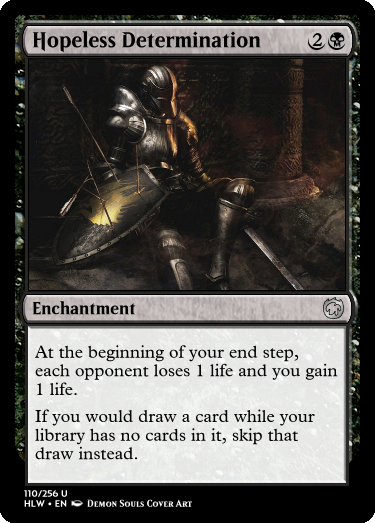 Hopeless Determination 2
Enchantment
At the beginning of your end step,
each opponent loses 1 life and you gain
1 life.
If you would draw a card while your
library has no cards in it, skip that
draw instead.
110/256 U
HLW • EN Demon Souls Cover Art